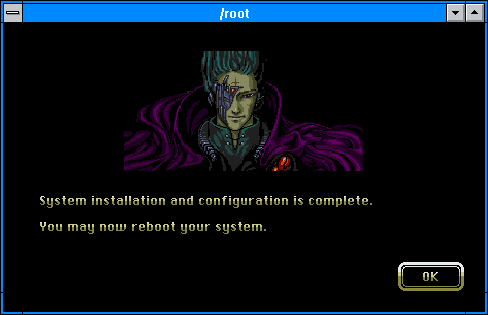 /root
System installation and configuration is complete.
You may now reboot your system.
OK